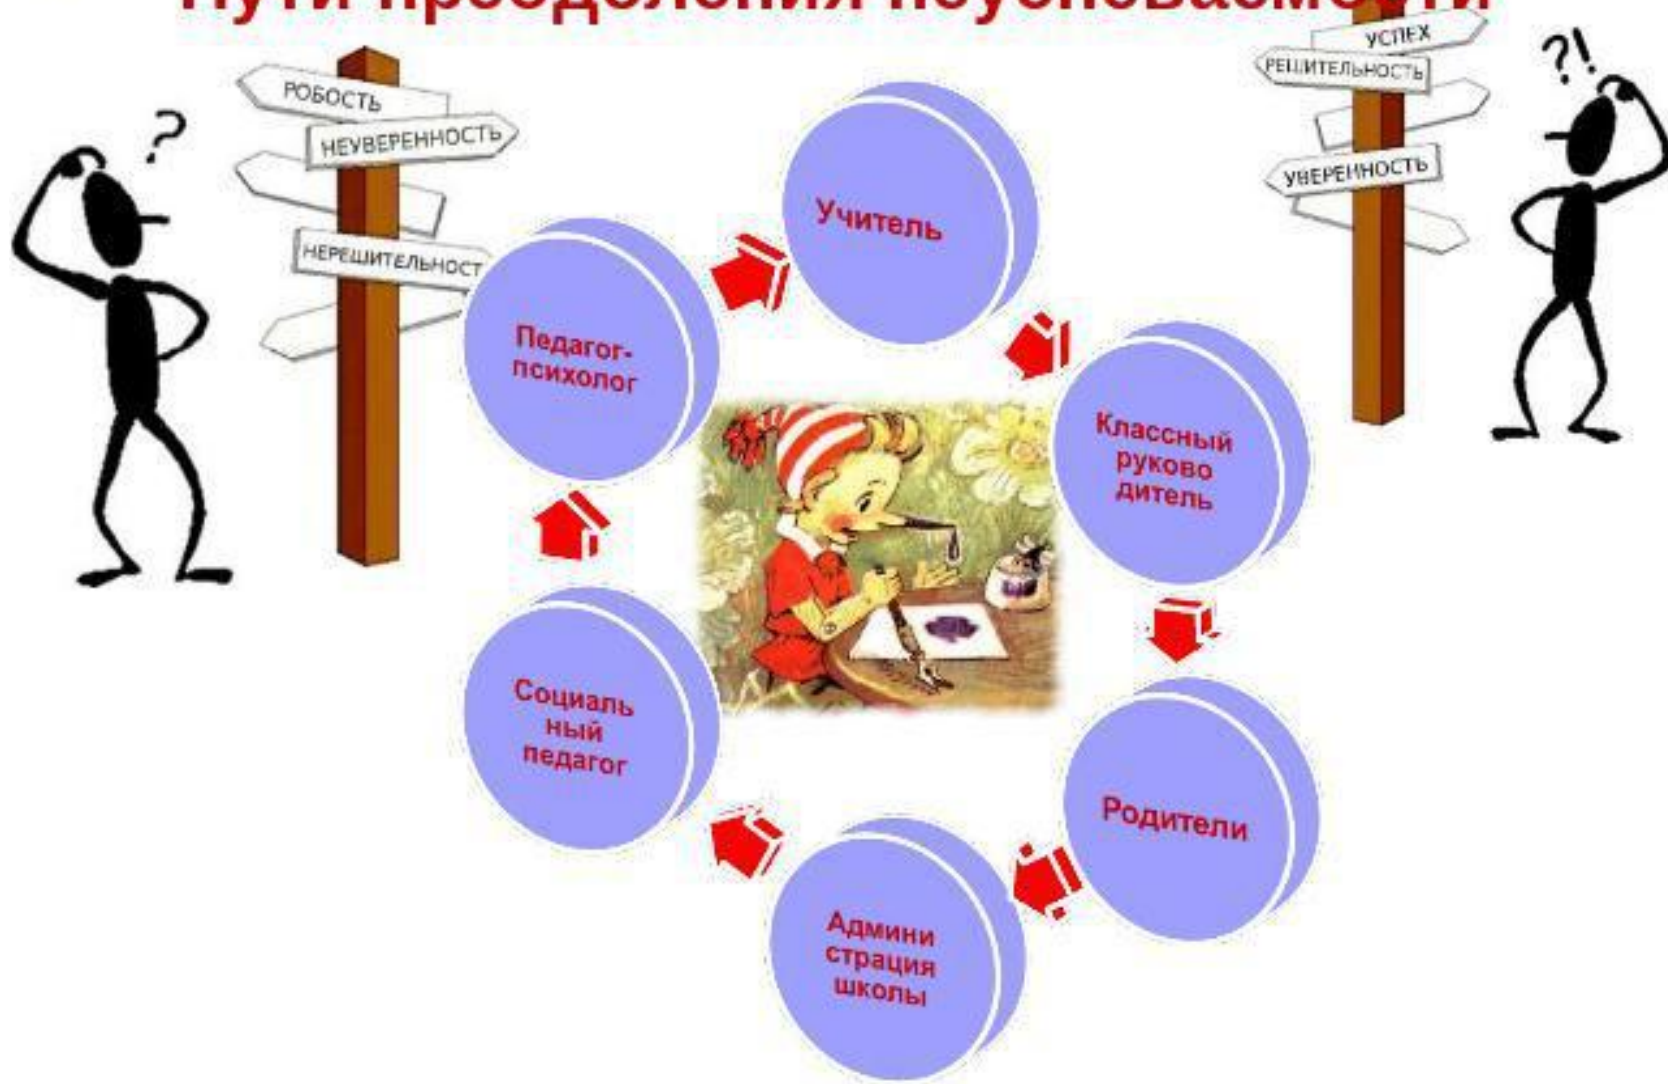 Пути преодоления неуспеваемости
?
РОБОСТЬ
НЕУВЕРЕННОСТЬ
НЕРЕШИТЕЛЬНОСТ
УСПЕХ
РЕШИТЕЛЬНОСТЬ
УВЕРЕННОСТЬ
?!
Учитель
Классный
руково
дитель
Родители
Админи
страция
школы
Социаль
ный
педагог
Педагог-
психолог